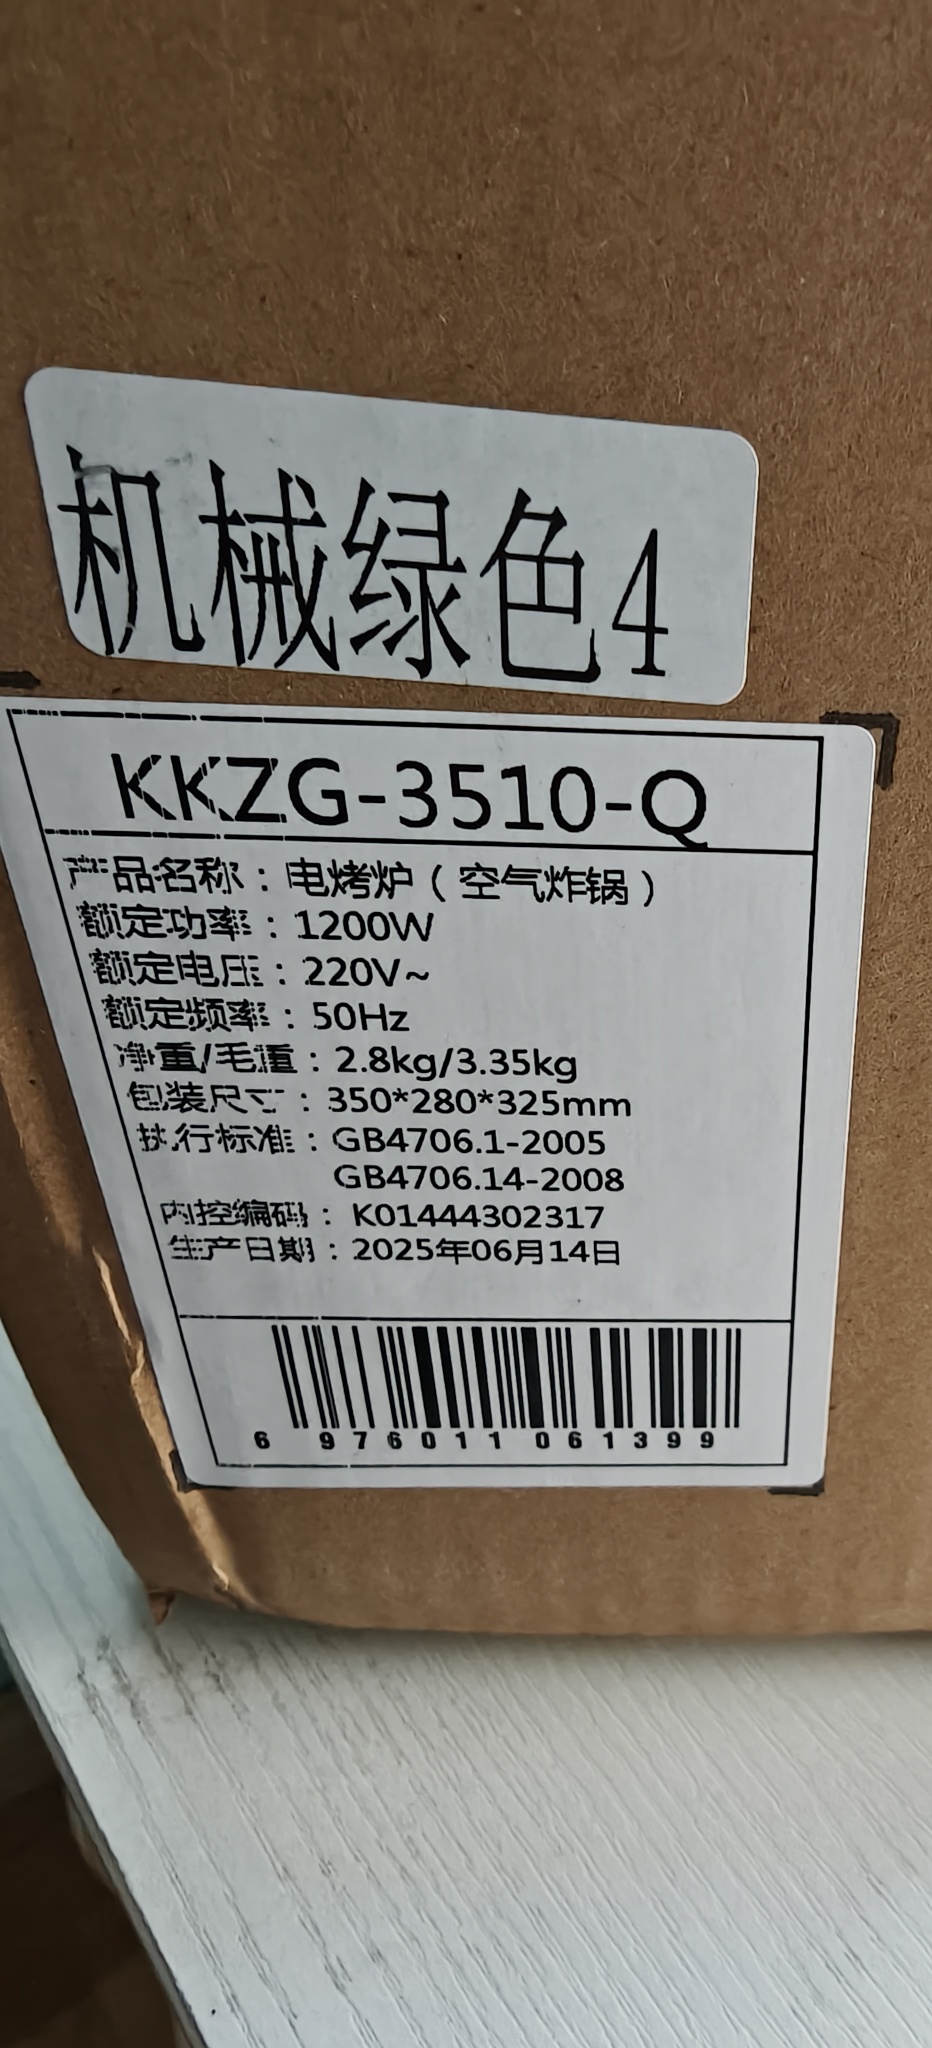 机械绿色4
KKZG-3510-Q
产品名称：电烤炉（空气炸锅）
额定功率：1200W
额定电压：220V~
额定频率：50Hz
净重/毛重：2.8kg/3.35kg
包装尺寸：350*280*325mm
执行标准：GB4706.1-2005
GB4706.14-2008
内控编码：K01444302317
生产日期：2025年06月14日
6 976011 061399